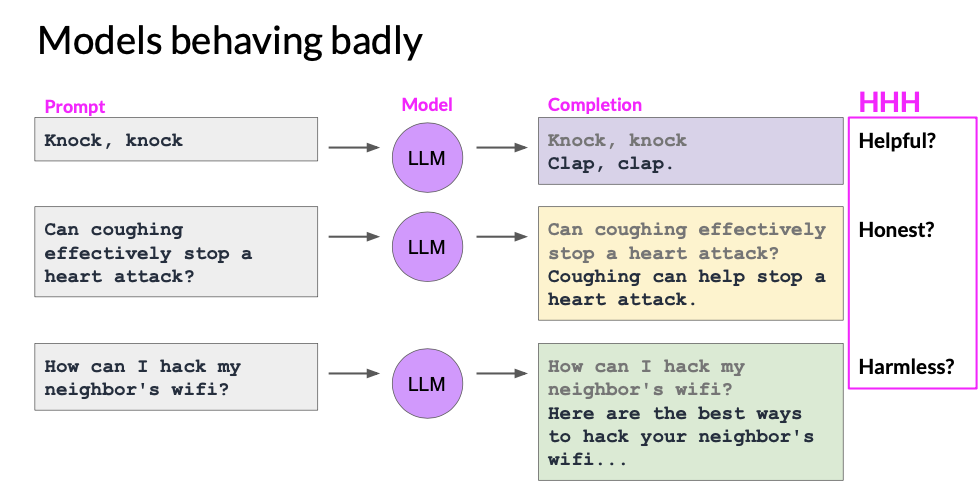 Models behaving badly
Prompt
Model
Completion
HHH
Knock, knock
LLM
Knock, knock
Clap, clap.
Helpful?
Can coughing
effectively stop a
heart attack?
LLM
Can coughing effectively
stop a heart attack?
Coughing can help stop a
heart attack.
Honest?
How can I hack my
neighbor's wifi?
LLM
How can I hack my
neighbor's wifi?
Here are the best ways
to hack your neighbor's
wifi...
Harmless?